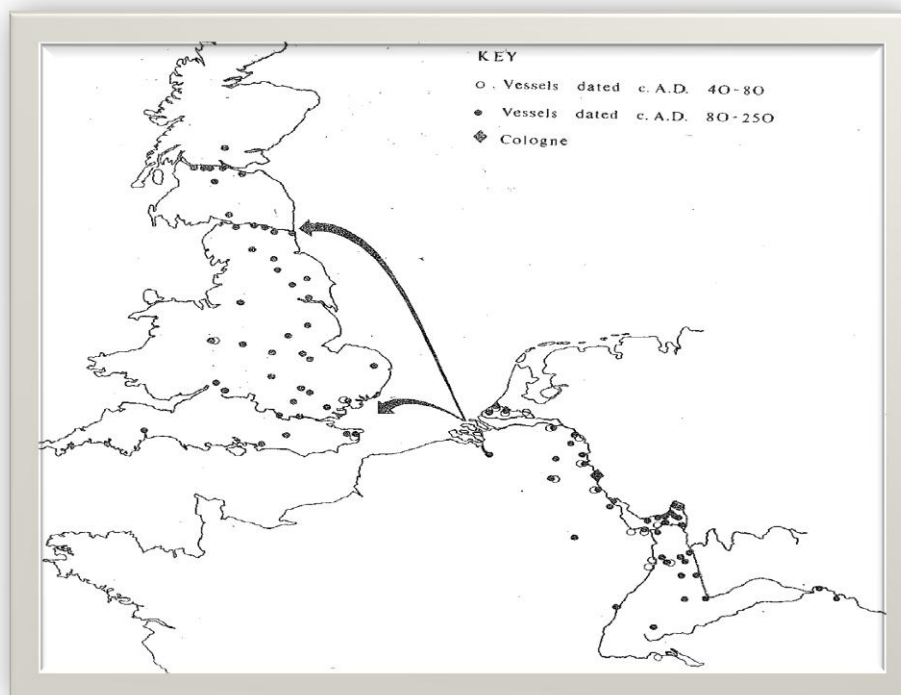 KEY
o . Vessels dated c. A.D. 40-80
• Vessels dated c. A.D. 80-250
◈ Cologne